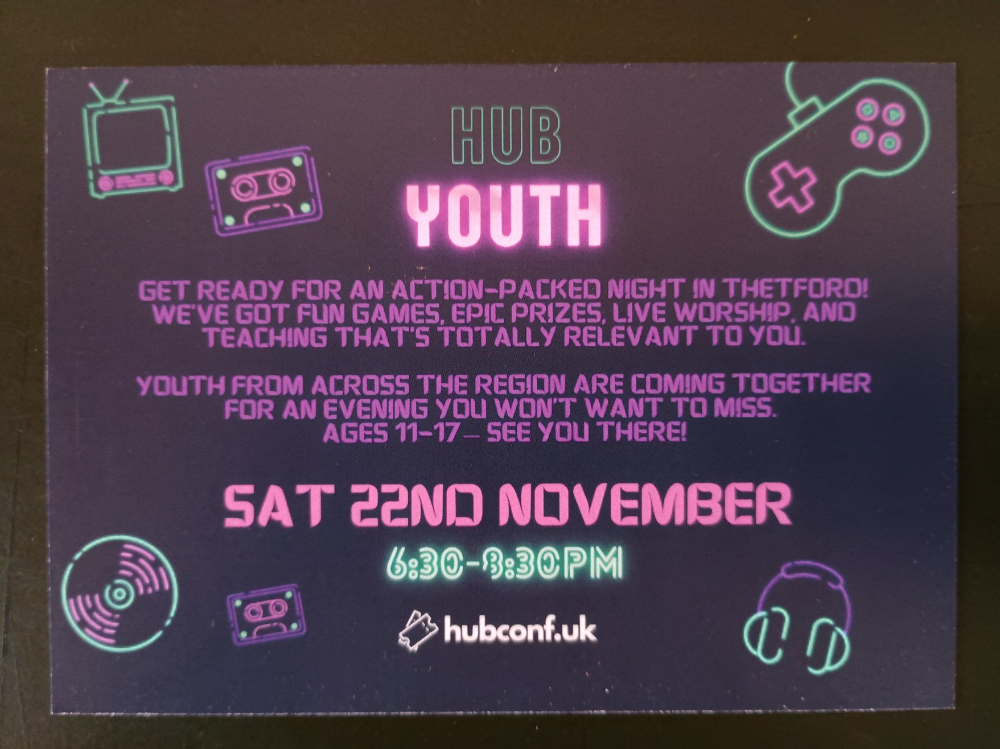 HUB
YOUTH
GET READY FOR AN ACTION-PACKED NIGHT IN THETFORD!
WE'VE GOT FUN GAMES, EPIC PRIZES, LIVE WORSHIP, AND
TEACHING THAT'S TOTALLY RELEVANT TO YOU.
YOUTH FROM ACROSS THE REGION ARE COMING TOGETHER
FOR AN EVENING YOU WON'T WANT TO MISS.
AGES 11-17 – SEE YOU THERE!
SAT 22ND NOVEMBER
6:30-8:30PM
hubconf.uk